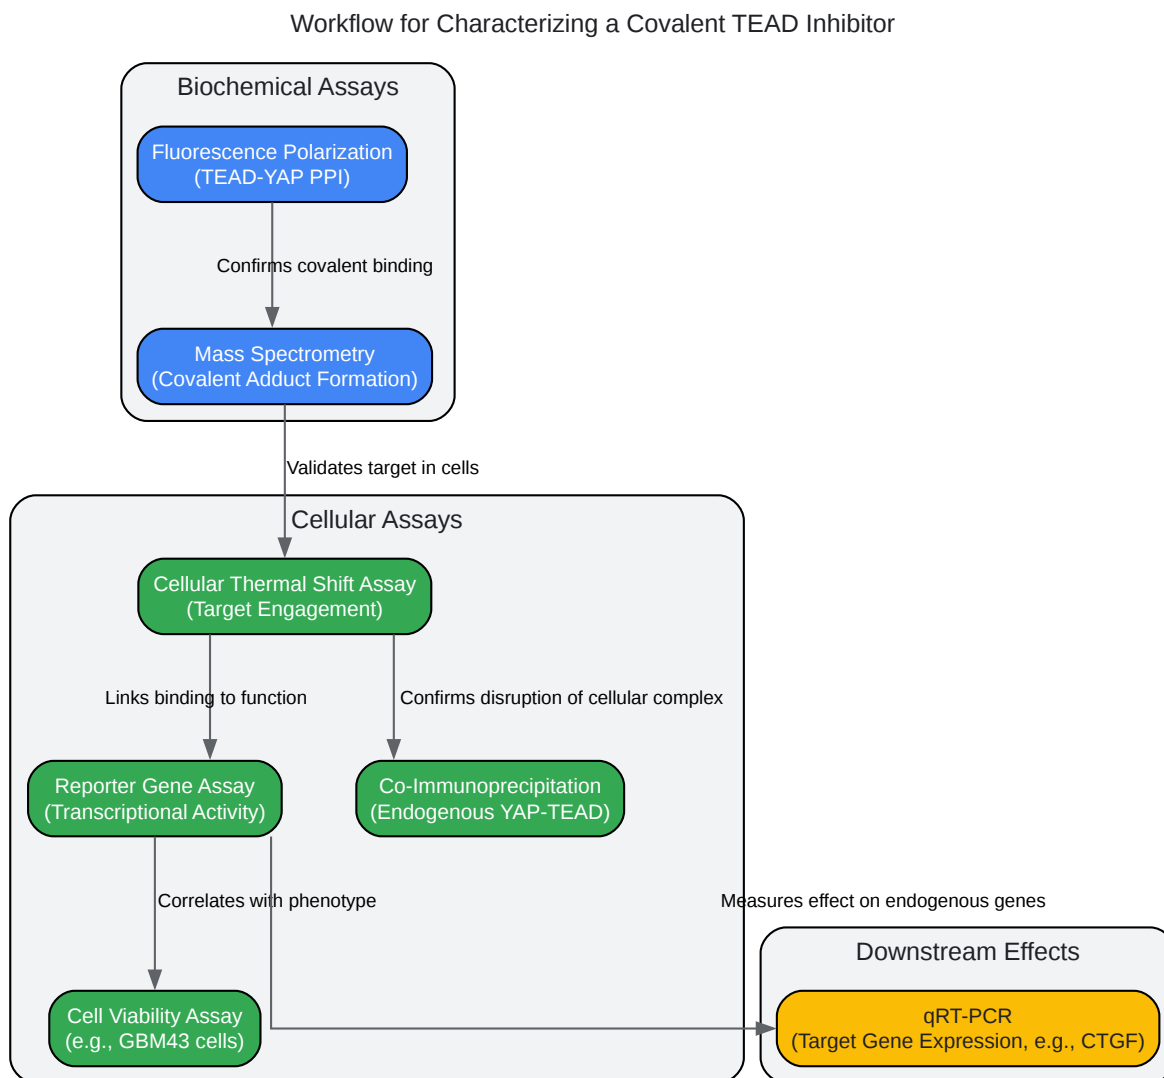 Workflow for Characterizing a Covalent TEAD Inhibitor
Biochemical Assays
Fluorescence Polarization
(TEAD-YAP PPI)
Confirms covalent binding
Mass Spectrometry
(Covalent Adduct Formation)
Validates target in cells
Cellular Assays
Cellular Thermal Shift Assay
(Target Engagement)
Links binding to function
Confirms disruption of cellular complex
Reporter Gene Assay
(Transcriptional Activity)
Co-Immunoprecipitation
(Endogenous YAP-TEAD)
Correlates with phenotype
Measures effect on endogenous genes
Downstream Effects
Cell Viability Assay
(e.g., GBM43 cells)
qRT-PCR
(Target Gene Expression, e.g., CTGF)